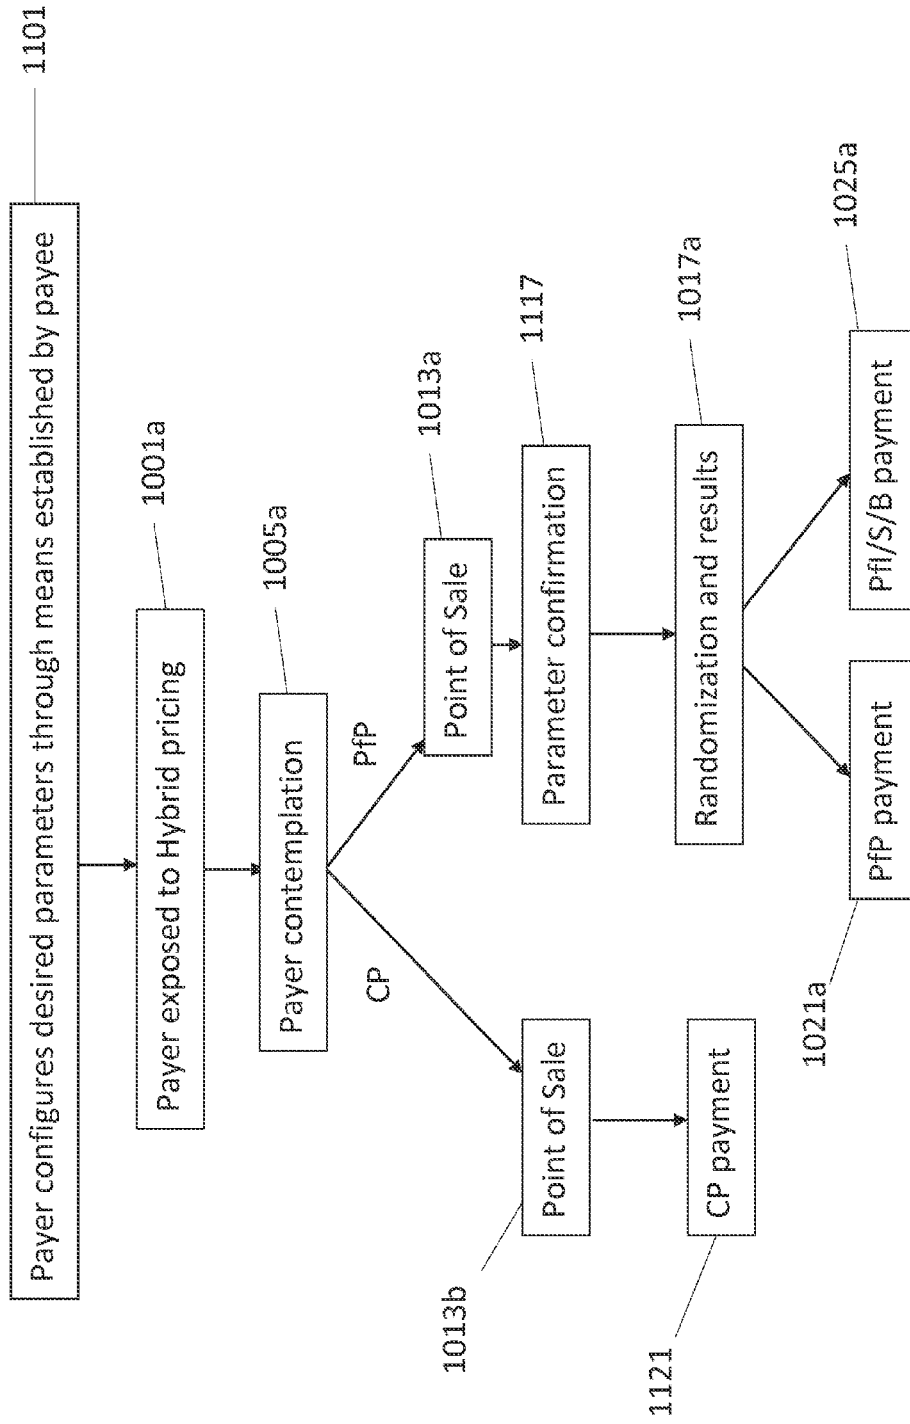 Payer configures desired parameters through means established by payee
1101
Payer exposed to Hybrid pricing
1001a
Payer contemplation
1005a
CP
PfP
Point of Sale
1013a
Parameter confirmation
1117
Point of Sale
1013b
Randomization and results
1017a
CP payment
1121
PfP payment
1021a
PfI/S/B payment
1025a